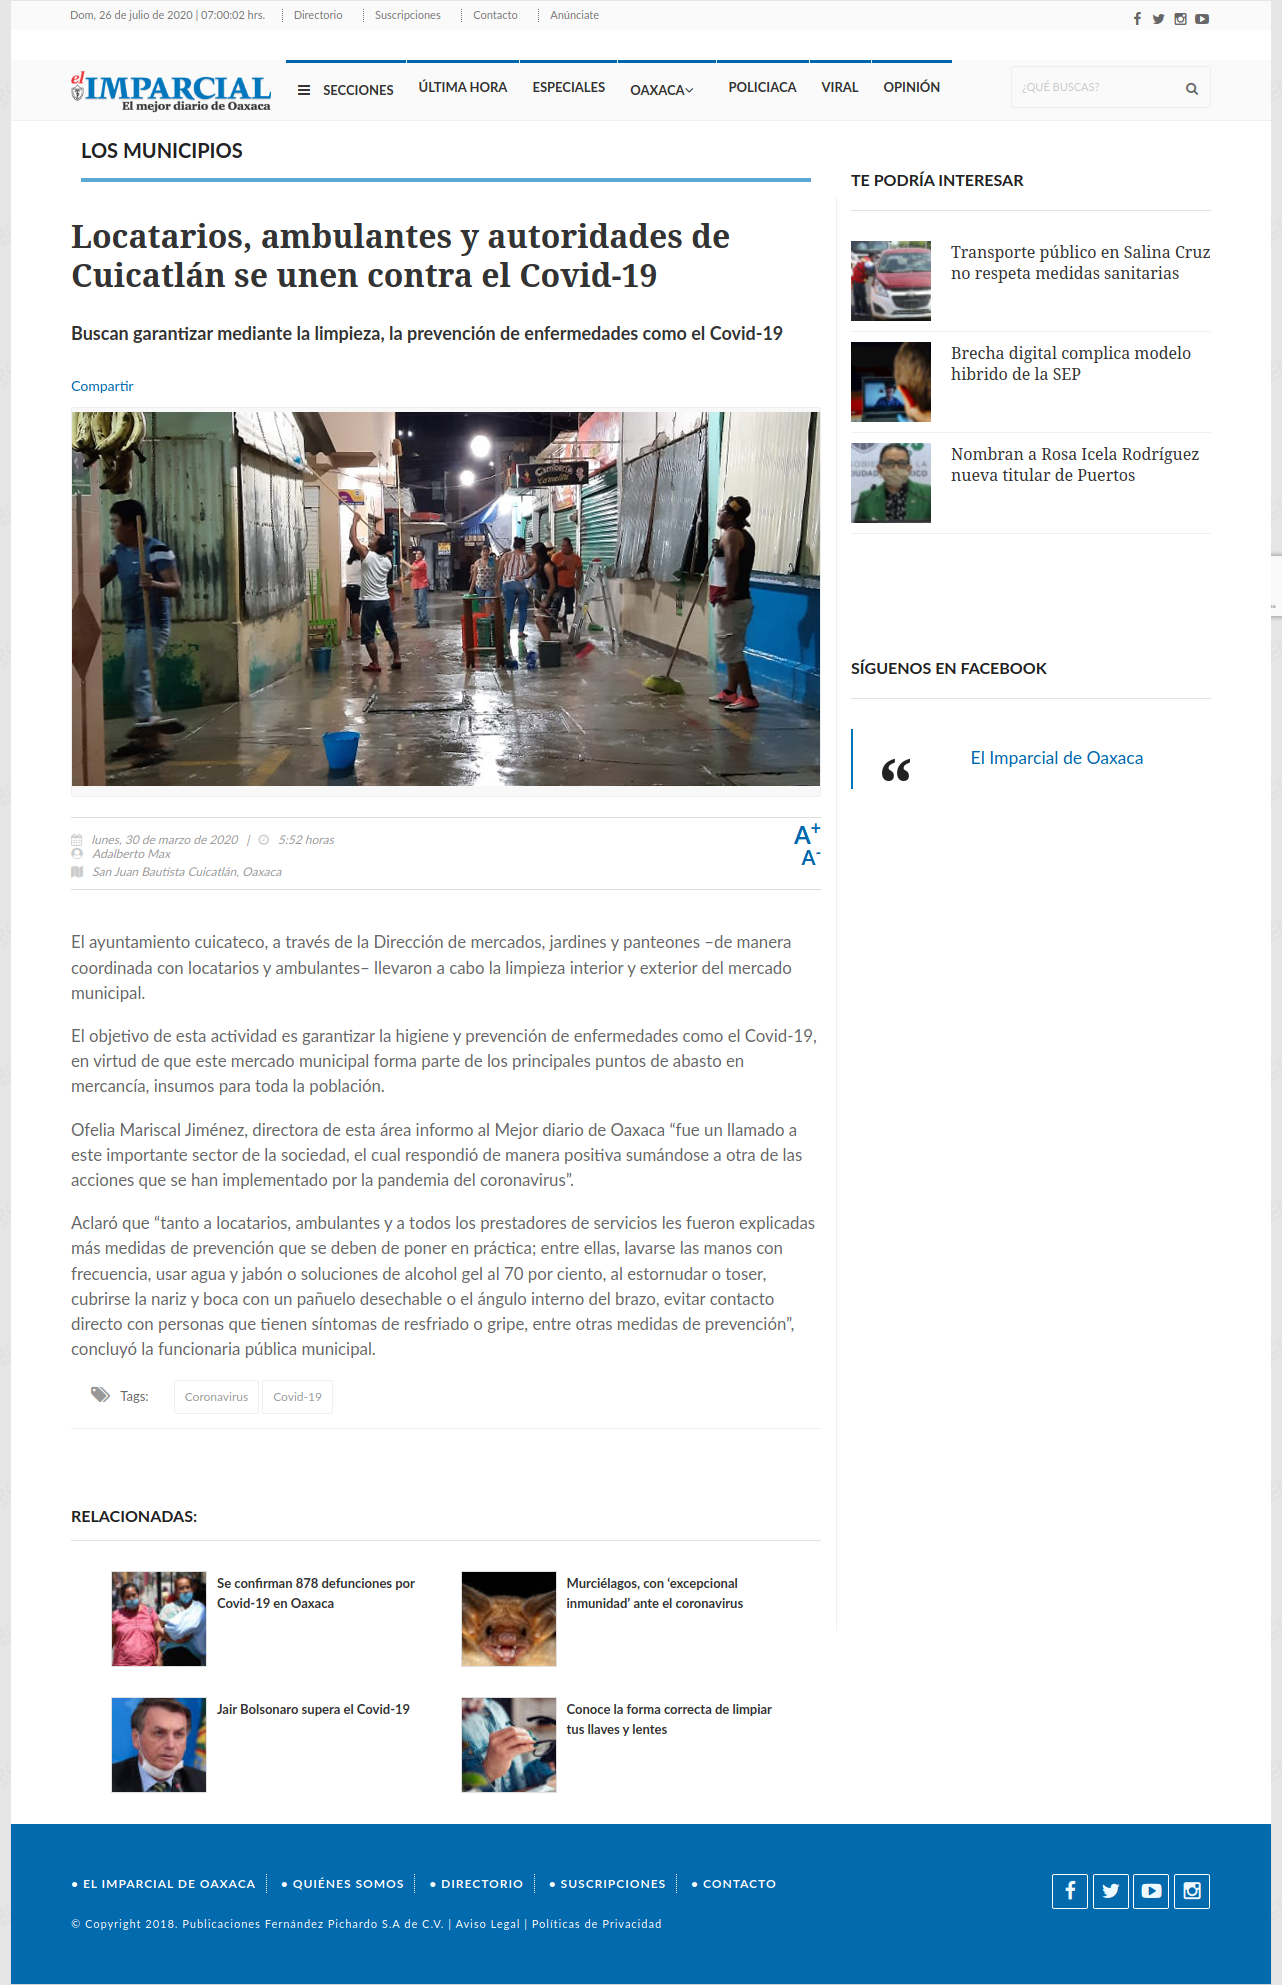 Dom, 26 de julio de 2020 | 07:00:02 hrs.
Directorio
Suscripciones
Contacto
Anúnciate
el IMPARCIAL
El mejor diario de Oaxaca
SECCIONES
ÚLTIMA HORA
ESPECIALES
OAXACA
POLICIACA
VIRAL
OPINIÓN
¿QUÉ BUSCAS?
LOS MUNICIPIOS
Locatarios, ambulantes y autoridades de
Cuicatlán se unen contra el Covid-19
Buscan garantizar mediante la limpieza, la prevención de enfermedades como el Covid-19
Compartir
Carnicería
lunes, 30 de marzo de 2020 | 5:52 horas
Adalberto Max
San Juan Bautista Cuicatlán, Oaxaca
A+
A-
El ayuntamiento cuicateco, a través de la Dirección de mercados, jardines y panteones –de manera
coordinada con locatarios y ambulantes– llevaron a cabo la limpieza interior y exterior del mercado
municipal.
El objetivo de esta actividad es garantizar la higiene y prevención de enfermedades como el Covid-19,
en virtud de que este mercado municipal forma parte de los principales puntos de abasto en
mercancía, insumos para toda la población.
Ofelia Mariscal Jiménez, directora de esta área informo al Mejor diario de Oaxaca “fue un llamado a
este importante sector de la sociedad, el cual respondió de manera positiva sumándose a otra de las
acciones que se han implementado por la pandemia del coronavirus”.
Aclaró que “tanto a locatarios, ambulantes y a todos los prestadores de servicios les fueron explicadas
más medidas de prevención que se deben de poner en práctica; entre ellas, lavarse las manos con
frecuencia, usar agua y jabón o soluciones de alcohol gel al 70 por ciento, al estornudar o toser,
cubrirse la nariz y boca con un pañuelo desechable o el ángulo interno del brazo, evitar contacto
directo con personas que tienen síntomas de resfriado o gripe, entre otras medidas de prevención”,
concluyó la funcionaria pública municipal.
Tags:
Coronavirus
Covid-19
RELACIONADAS:
Se confirman 878 defunciones por
Covid-19 en Oaxaca
Murciélagos, con ‘excepcional
inmunidad’ ante el coronavirus
Jair Bolsonaro supera el Covid-19
Conoce la forma correcta de limpiar
tus llaves y lentes
TE PODRÍA INTERESAR
Transporte público en Salina Cruz
no respeta medidas sanitarias
Brecha digital complica modelo
hibrido de la SEP
Nombran a Rosa Icela Rodríguez
nueva titular de Puertos
SÍGUENOS EN FACEBOOK
“
El Imparcial de Oaxaca
• EL IMPARCIAL DE OAXACA
• QUIÉNES SOMOS
• DIRECTORIO
• SUSCRIPCIONES
• CONTACTO
© Copyright 2018. Publicaciones Fernández Pichardo S.A de C.V. | Aviso Legal | Políticas de Privacidad